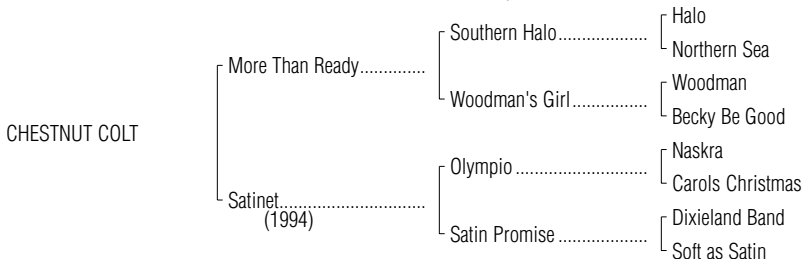 Halo
Southern Halo..................
Northern Sea
More Than Ready..............
Woodman
Woodman's Girl...............
Becky Be Good
CHESTNUT COLT
Naskra
Olympio ..........................
Carols Christmas
Satinet...............................
(1994)
Dixieland Band
Satin Promise ..................
Soft as Satin